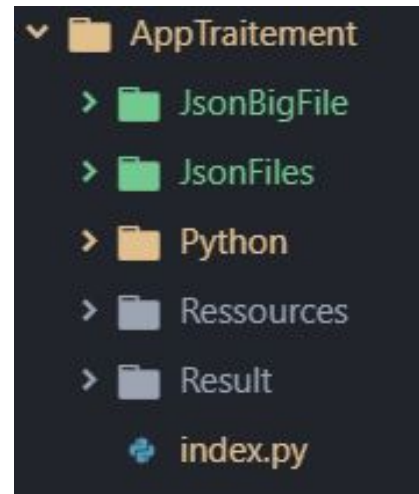 AppTraitement
JsonBigFile
JsonFiles
Python
Ressources
Result
index.py